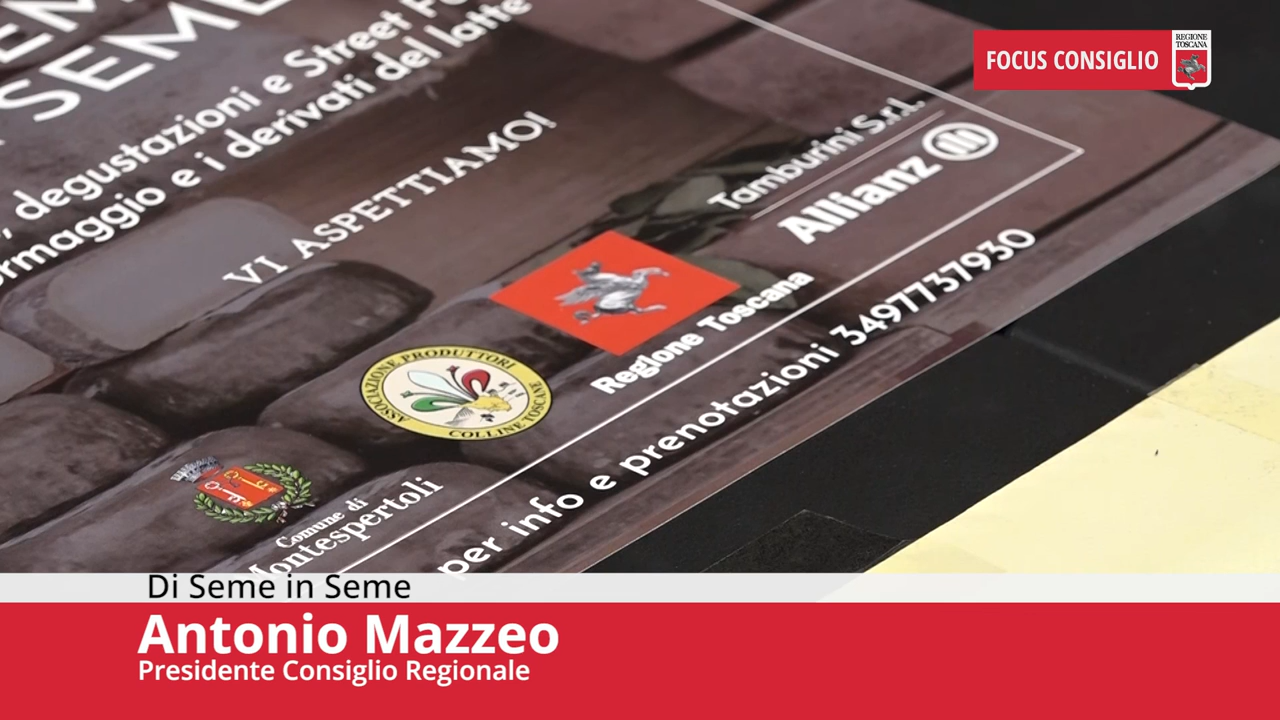 SEME
, degustazioni e Street
formaggio e i derivati del latte
VI ASPETTIAMO!
Tamburini S.r.l.
Allianz
Regione Toscana
ASSOCIAZIONE PRODUTTORI
COLLINE TOSCANE
Comune di
Montespertoli
per info e prenotazioni 3497737930
FOCUS CONSIGLIO
REGIONE
TOSCANA
Di Seme in Seme
Antonio Mazzeo
Presidente Consiglio Regionale